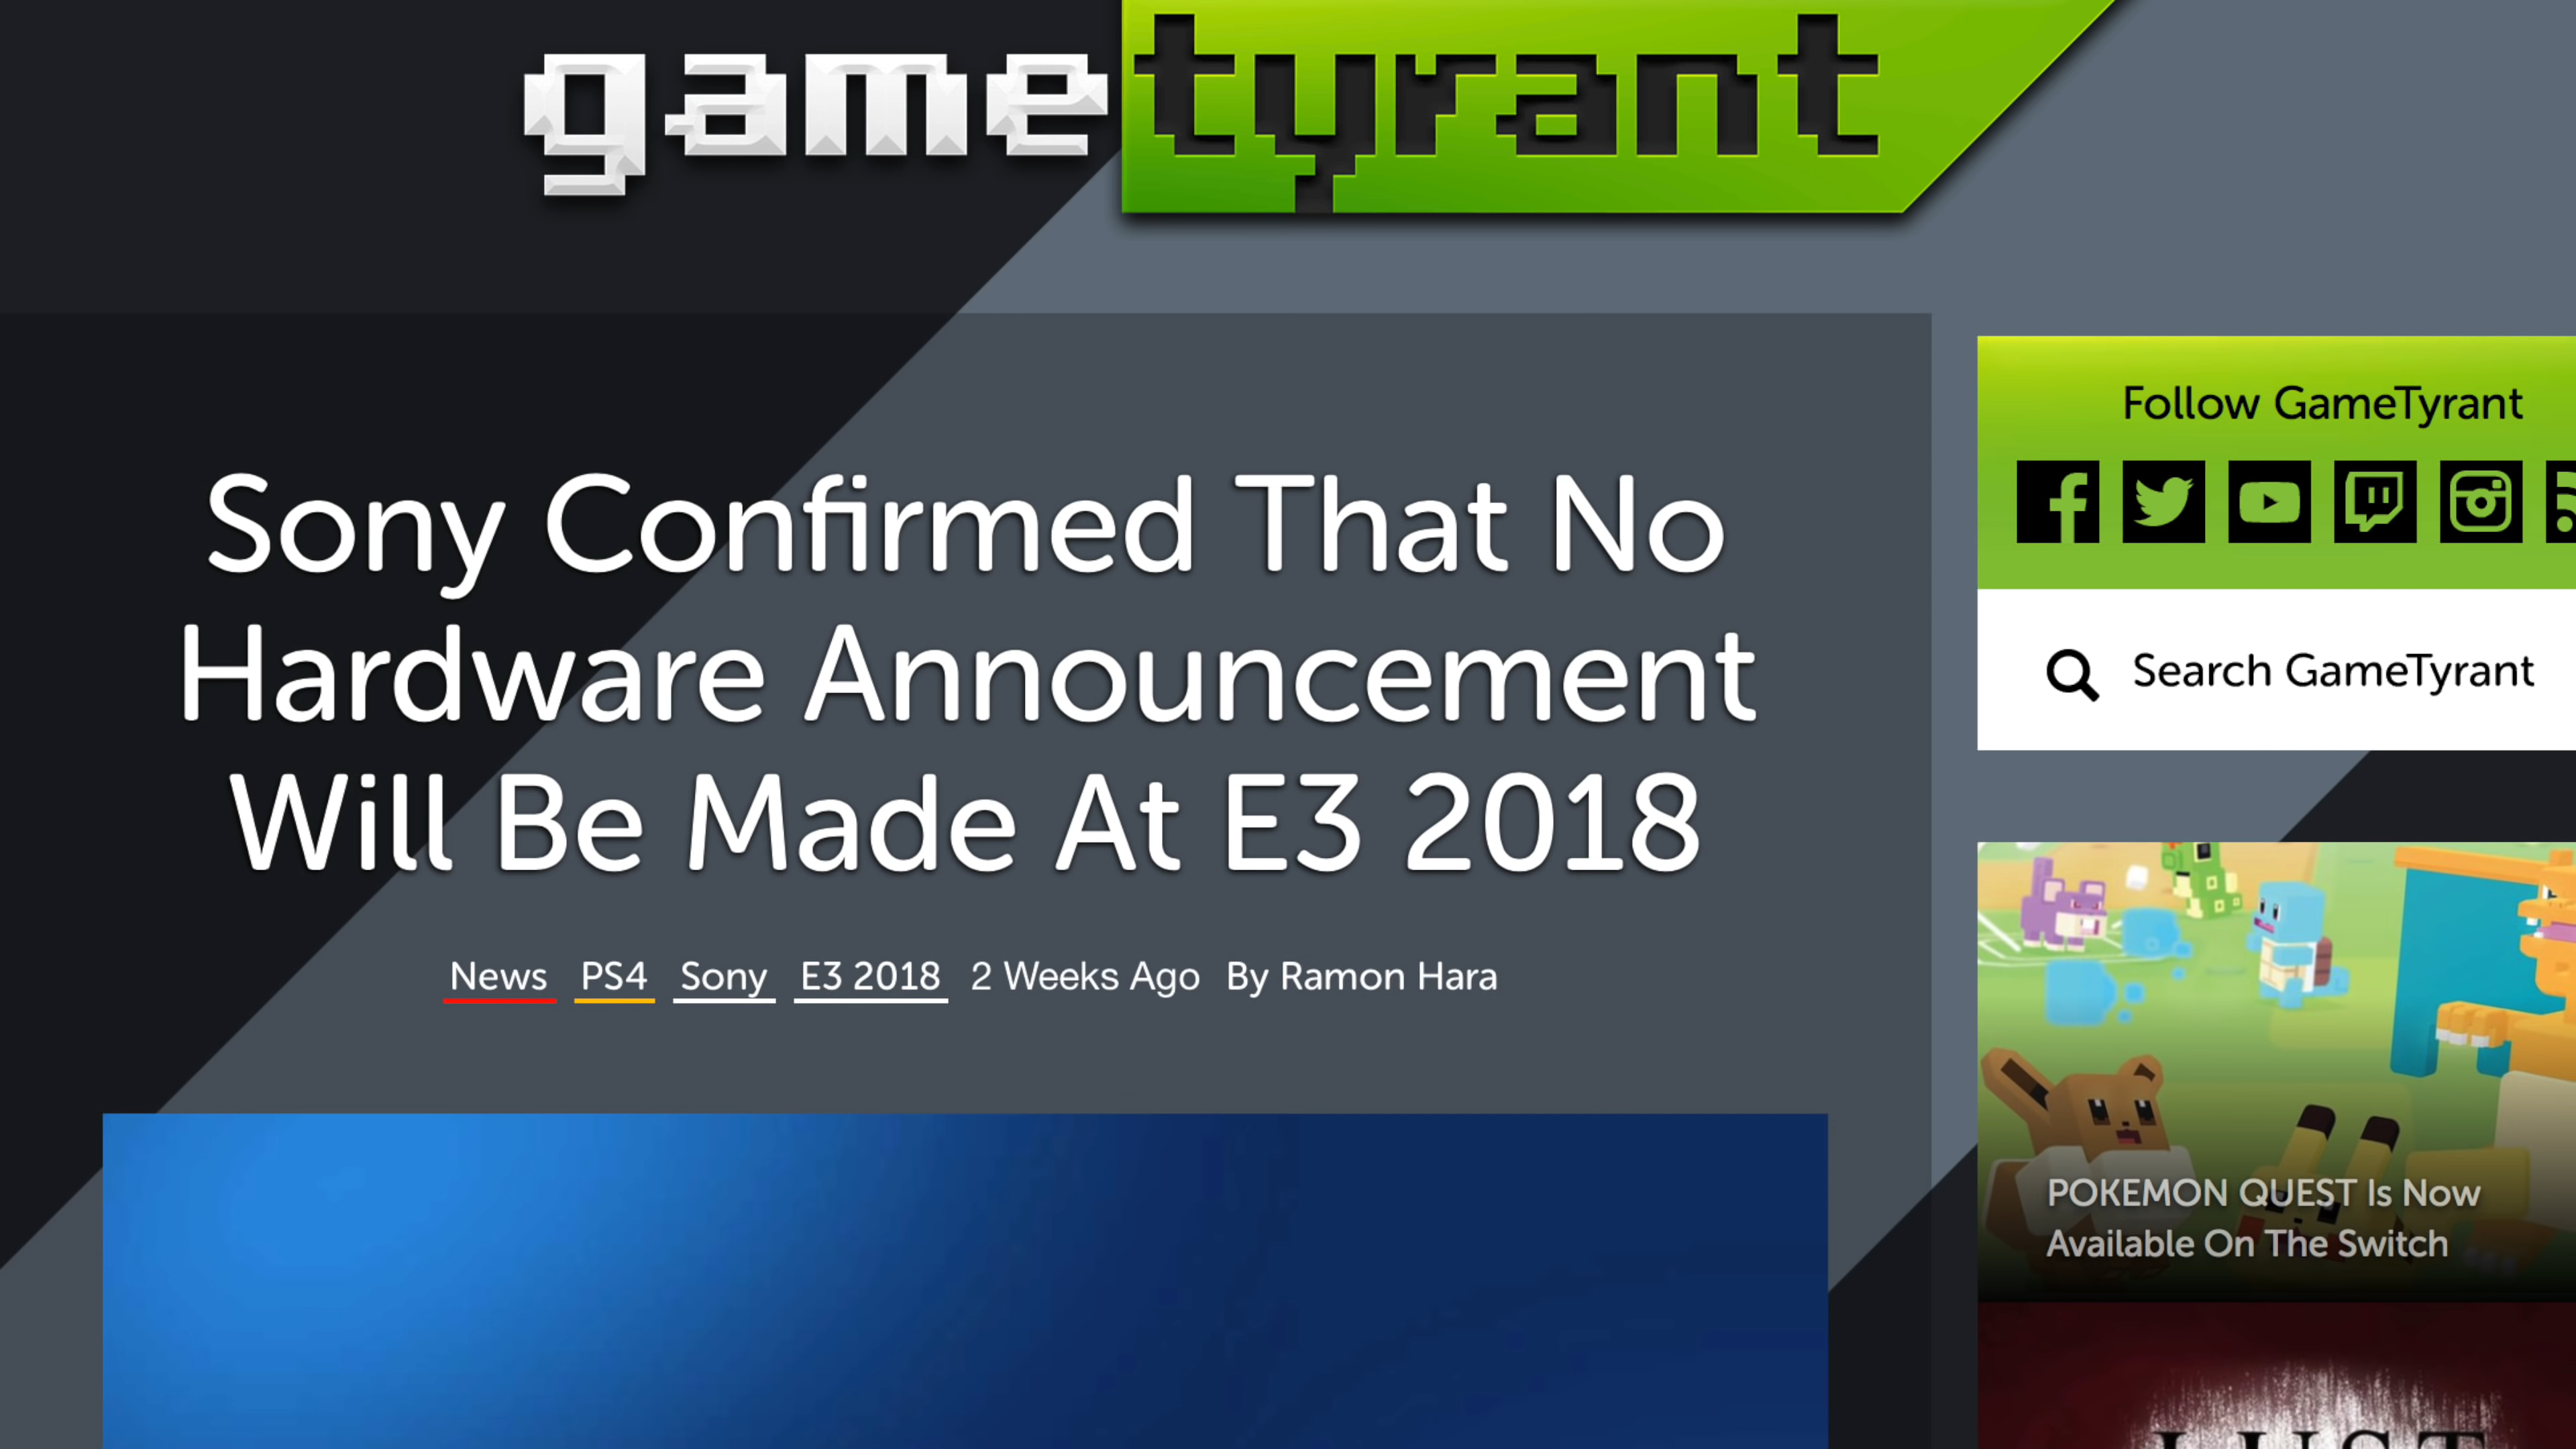 gametyrant
Sony Confirmed That No
Hardware Announcement
Will Be Made At E3 2018
News PS4 Sony E3 2018 2 Weeks Ago By Ramon Hara
Follow GameTyrant
Search GameTyrant
POKEMON QUEST Is Now
Available On The Switch